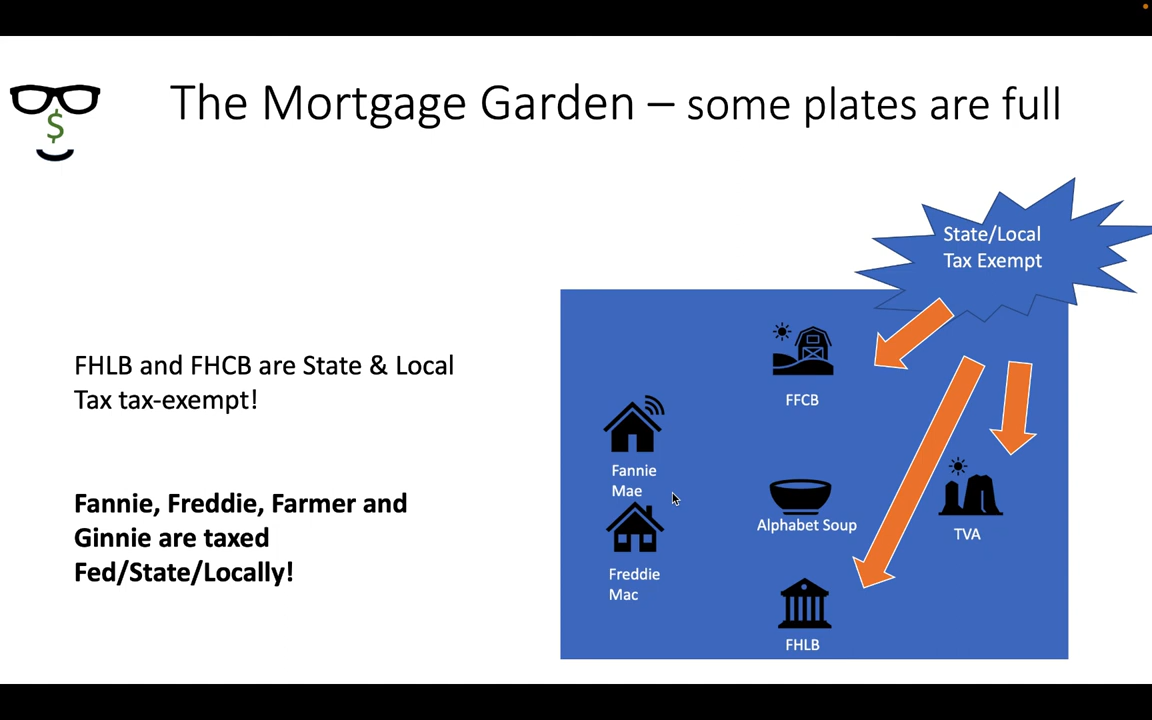 The Mortgage Garden – some plates are full
$
State/Local
Tax Exempt
FHLB and FHCB are State & Local
Tax tax-exempt!
Fannie, Freddie, Farmer and
Ginnie are taxed
Fed/State/Locally!
FFCB
Fannie
Mae
Alphabet Soup
TVA
Freddie
Mac
FHLB